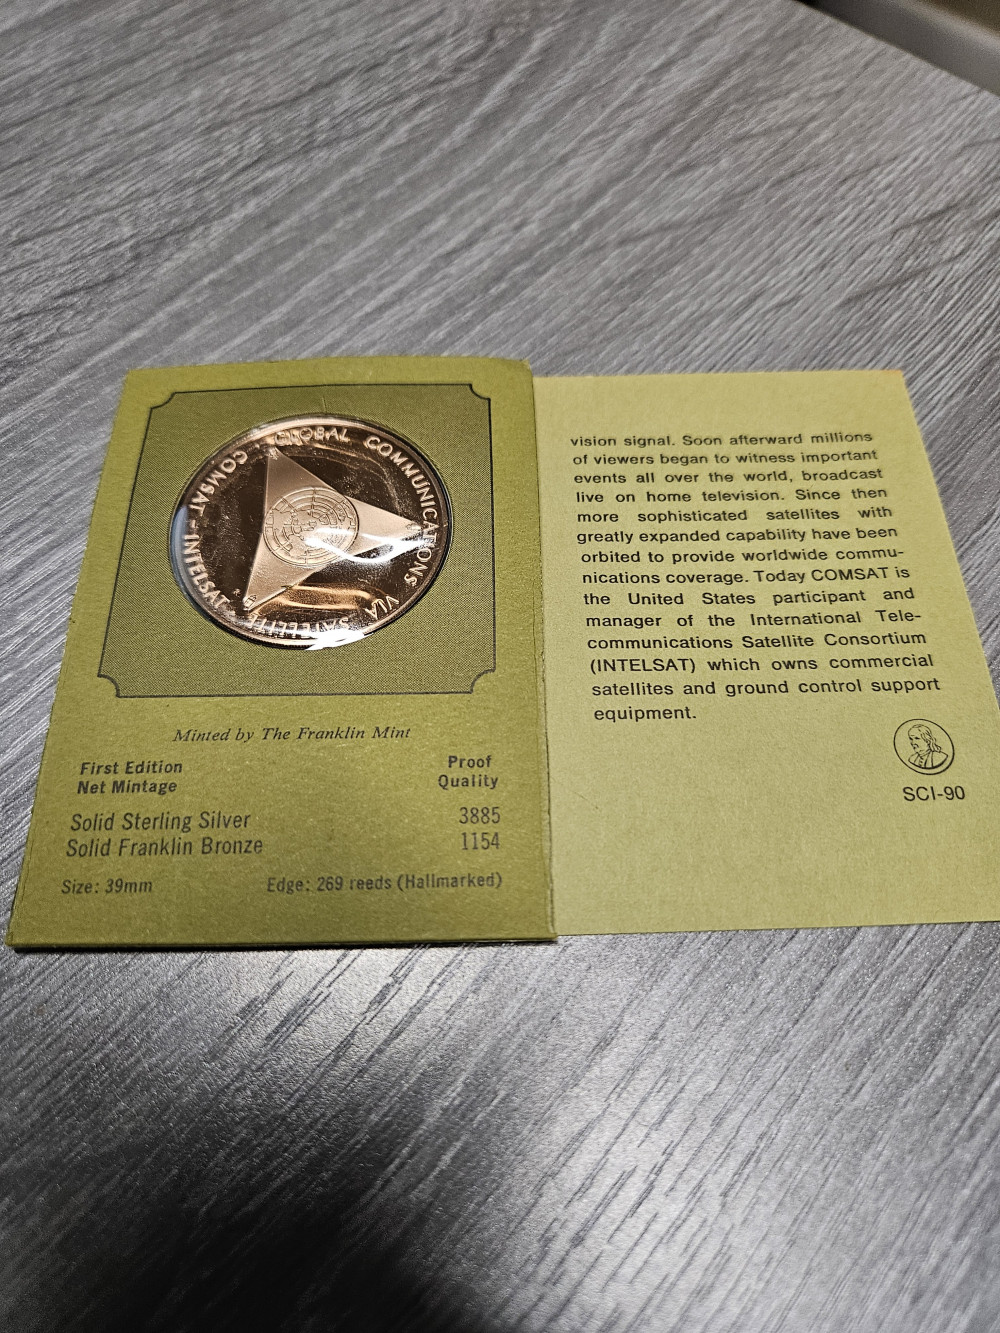 GLOBAL COMMUNICATIONS VIA SATELLITE
COMSAT - INTELSAT -
Minted by The Franklin Mint
First Edition
Net Mintage
Proof
Quality
Solid Sterling Silver 3885
Solid Franklin Bronze 1154
Size: 39mm Edge: 269 reeds (Hallmarked)
vision signal. Soon afterward millions
of viewers began to witness important
events all over the world, broadcast
live on home television. Since then
more sophisticated satellites with
greatly expanded capability have been
orbited to provide worldwide commu-
nications coverage. Today COMSAT is
the United States participant and
manager of the International Tele-
communications Satellite Consortium
(INTELSAT) which owns commercial
satellites and ground control support
equipment.
SCI-90